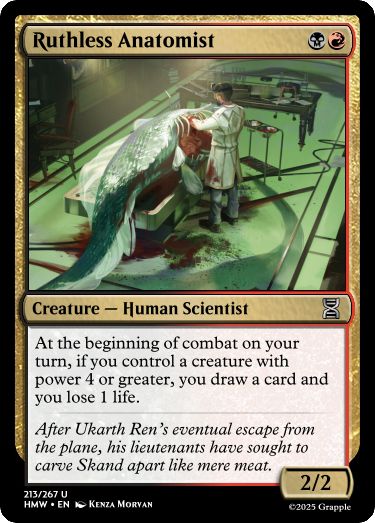 Ruthless Anatomist
Creature — Human Scientist
At the beginning of combat on your
turn, if you control a creature with
power 4 or greater, you draw a card and
you lose 1 life.
After Ukarth Ren's eventual escape from
the plane, his lieutenants have sought to
carve Skand apart like mere meat.
2/2
213/267 U
HMW • EN Kenza Morvan
©2025 Grapple